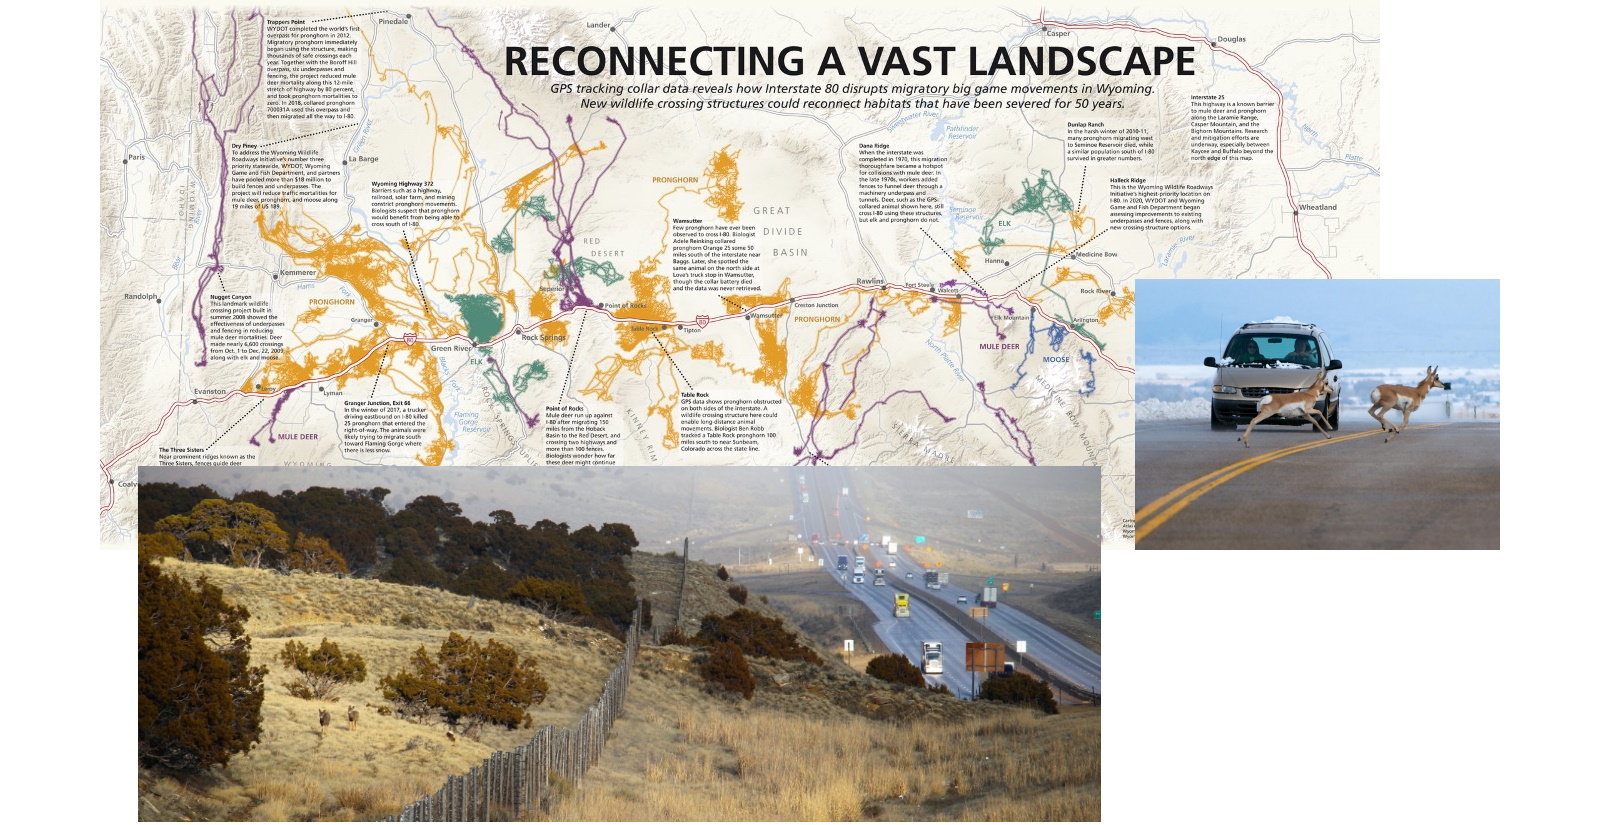 RECONNECTING A VAST LANDSCAPE
GPS tracking collar data reveals how Interstate 80 disrupts migratory big game movements in Wyoming.
New wildlife crossing structures could reconnect habitats that have been severed for 50 years.
Trappers Point
WYDOT completed the world's first
overpass for pronghorn in 2012.
Migratory pronghorn immediately
began using the structure, making
thousands of safe crossings each
year. Together with the Boroff Hill
overpass, six underpasses and
fencing, the project reduced mule
deer mortality along this 12-mile
stretch of highway by 80 percent,
and took pronghorn mortalities to
zero. In 2018, collared pronghorn
700031A used this overpass and
then migrated all the way to I-80.
Pinedale
Lander
Casper
Douglas
Interstate 25
This highway is a known barrier
to mule deer and pronghorn
along the Laramie Range,
Casper Mountain, and the
Bighorn Mountains. Research
and mitigation efforts are
underway, especially between
Kaycee and Buffalo beyond the
north edge of this map.
Dry Piney
To address the Wyoming Wildlife
Roadways Initiative's number three
priority statewide, WYDOT, Wyoming
Game and Fish Department, and partners
have pooled more than $18 million to
build fences and underpasses. The
project will reduce traffic mortalities for
mule deer, pronghorn, and moose along
19 miles of US 189.
Paris
La Barge
Green River
Wyoming Highway 372
Barriers such as a highway,
railroad, solar farm, and mining
constrict pronghorn movements.
Biologists suspect that pronghorn
would benefit from being able to
cross south of I-80.
PRONGHORN
Wamsutter
Few pronghorn have ever been
observed to cross I-80. Biologist
Adele Reinking collared
pronghorn Orange 25 some 50
miles south of the interstate near
Baggs. Later, she spotted the
same animal on the north side at
Love's truck stop in Wamsutter,
though the collar battery died
and the data was never retrieved.
GREAT
DIVIDE
BASIN
RED
DESERT
Dana Ridge
When the interstate was
completed in 1970, this migration
thoroughfare became a hotspot
for collisions with mule deer. In
the late 1970s, workers added
fences to funnel deer through a
machinery underpass and
tunnels. Deer, such as the GPS-
collared animal shown here, still
cross I-80 using these structures,
but elk and pronghorn do not.
Sweetwater River
Pathfinder
Reservoir
Seminoe
Reservoir
Dunlap Ranch
In the harsh winter of 2010-11,
many pronghorn migrating west
to Seminoe Reservoir died, while
a similar population south of I-80
survived in greater numbers.
Halleck Ridge
This is the Wyoming Wildlife Roadways
Initiative's highest-priority location on
I-80. In 2020, WYDOT and Wyoming
Game and Fish Department began
assessing improvements to existing
underpasses and fences, along with
new crossing structure options.
North
Platte
Wheatland
Laramie River
ELK
Hanna
Medicine Bow
Rock River
Randolph
Bear
Kemmerer
Hams
Fork
PRONGHORN
Granger
Nugget Canyon
This landmark wildlife
crossing project built in
summer 2008 showed the
effectiveness of underpasses
and fencing in reducing
mule deer mortalities. Deer
made nearly 6,600 crossings
from Oct. 1 to Dec. 22, 2009,
along with elk and moose.
80
Green River
Rock Springs
Superior
Point of Rocks
Table Rock
Tipton
80
Wamsutter
Creston Junction
PRONGHORN
Rawlins
Fort Steele
Walcott
Elk Mountain
Arlington
MULE DEER
MOOSE
North Platte River
MEDICINE BOW MOUNTAINS
SIERRA MADRE
Evanston
Lyman
ELK
Blacks Fork
Flaming
Gorge
Reservoir
KINNEY RIM
MULE DEER
Granger Junction, Exit 66
In the winter of 2017, a trucker
driving eastbound on I-80 killed
25 pronghorn that entered the
right-of-way. The animals were
likely trying to migrate south
toward Flaming Gorge where
there is less snow.
Point of Rocks
Mule deer run up against
I-80 after migrating 150
miles from the Hoback
Basin to the Red Desert, and
crossing two highways and
more than 100 fences.
Biologists wonder how far
these deer might continue
Table Rock
GPS data shows pronghorn obstructed
on both sides of the interstate. A
wildlife crossing structure here could
enable long-distance animal
movements. Biologist Ben Robb
tracked a Table Rock pronghorn 100
miles south to near Sunbeam,
Colorado across the state line.
The Three Sisters
Near prominent ridges known as the
Three Sisters, fences guide deer
WYOMING